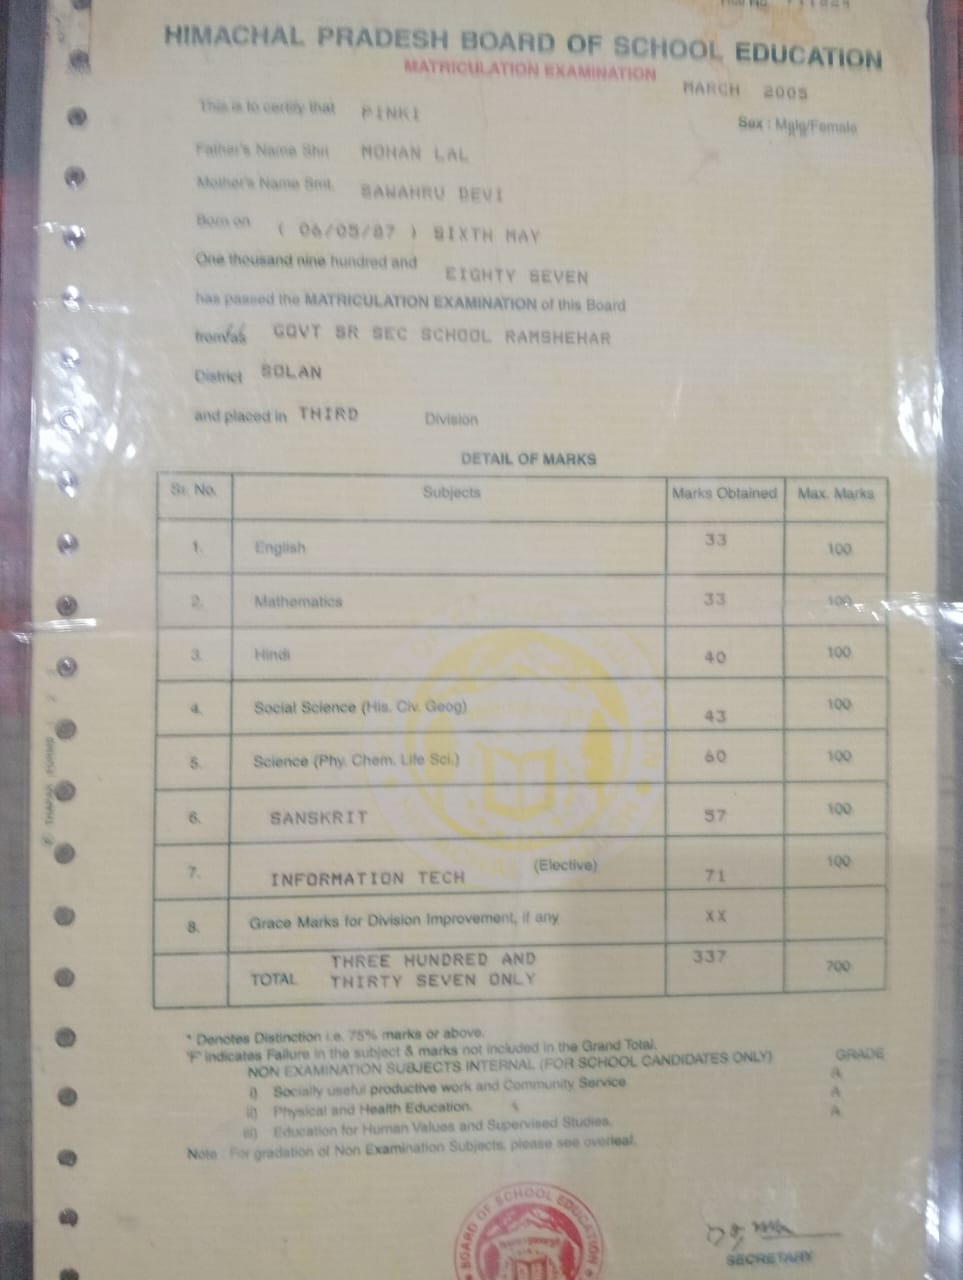 HIMACHAL PRADESH BOARD OF SCHOOL EDUCATION
MATRICULATION EXAMINATION
MARCH 2005
This is to certify that PINKI
Sex : Male/Female
Father's Name Shri MOHAN LAL
Mother's Name Smt. SAWAHRU DEVI
Born on ( 06/05/87 ) SIXTH MAY
One thousand nine hundred and EIGHTY SEVEN
has passed the MATRICULATION EXAMINATION of this Board
from/as GOVT SR SEC SCHOOL RAMSHEHAR
District SOLAN
and placed in THIRD Division
DETAIL OF MARKS
Sr. No. Subjects Marks Obtained Max. Marks
1. English 33 100
2. Mathematics 33 100
3. Hindi 40 100
4. Social Science (His. Civ. Geog) 43 100
5. Science (Phy. Chem. Life Sci.) 60 100
6. SANSKRIT 57 100
7. INFORMATION TECH (Elective) 71 100
8. Grace Marks for Division Improvement, if any XX
TOTAL THREE HUNDRED AND THIRTY SEVEN ONLY 337 700
* Denotes Distinction i.e. 75% marks or above.
'F' indicates Failure in the subject & marks not included in the Grand Total.
NON EXAMINATION SUBJECTS INTERNAL (FOR SCHOOL CANDIDATES ONLY) GRADE
i) Socially useful productive work and Community Service A
ii) Physical and Health Education. A
iii) Education for Human Values and Supervised Studies. A
Note : For gradation of Non Examination Subjects, please see overleaf.
BOARD OF SCHOOL EDUCATION
SECRETARY